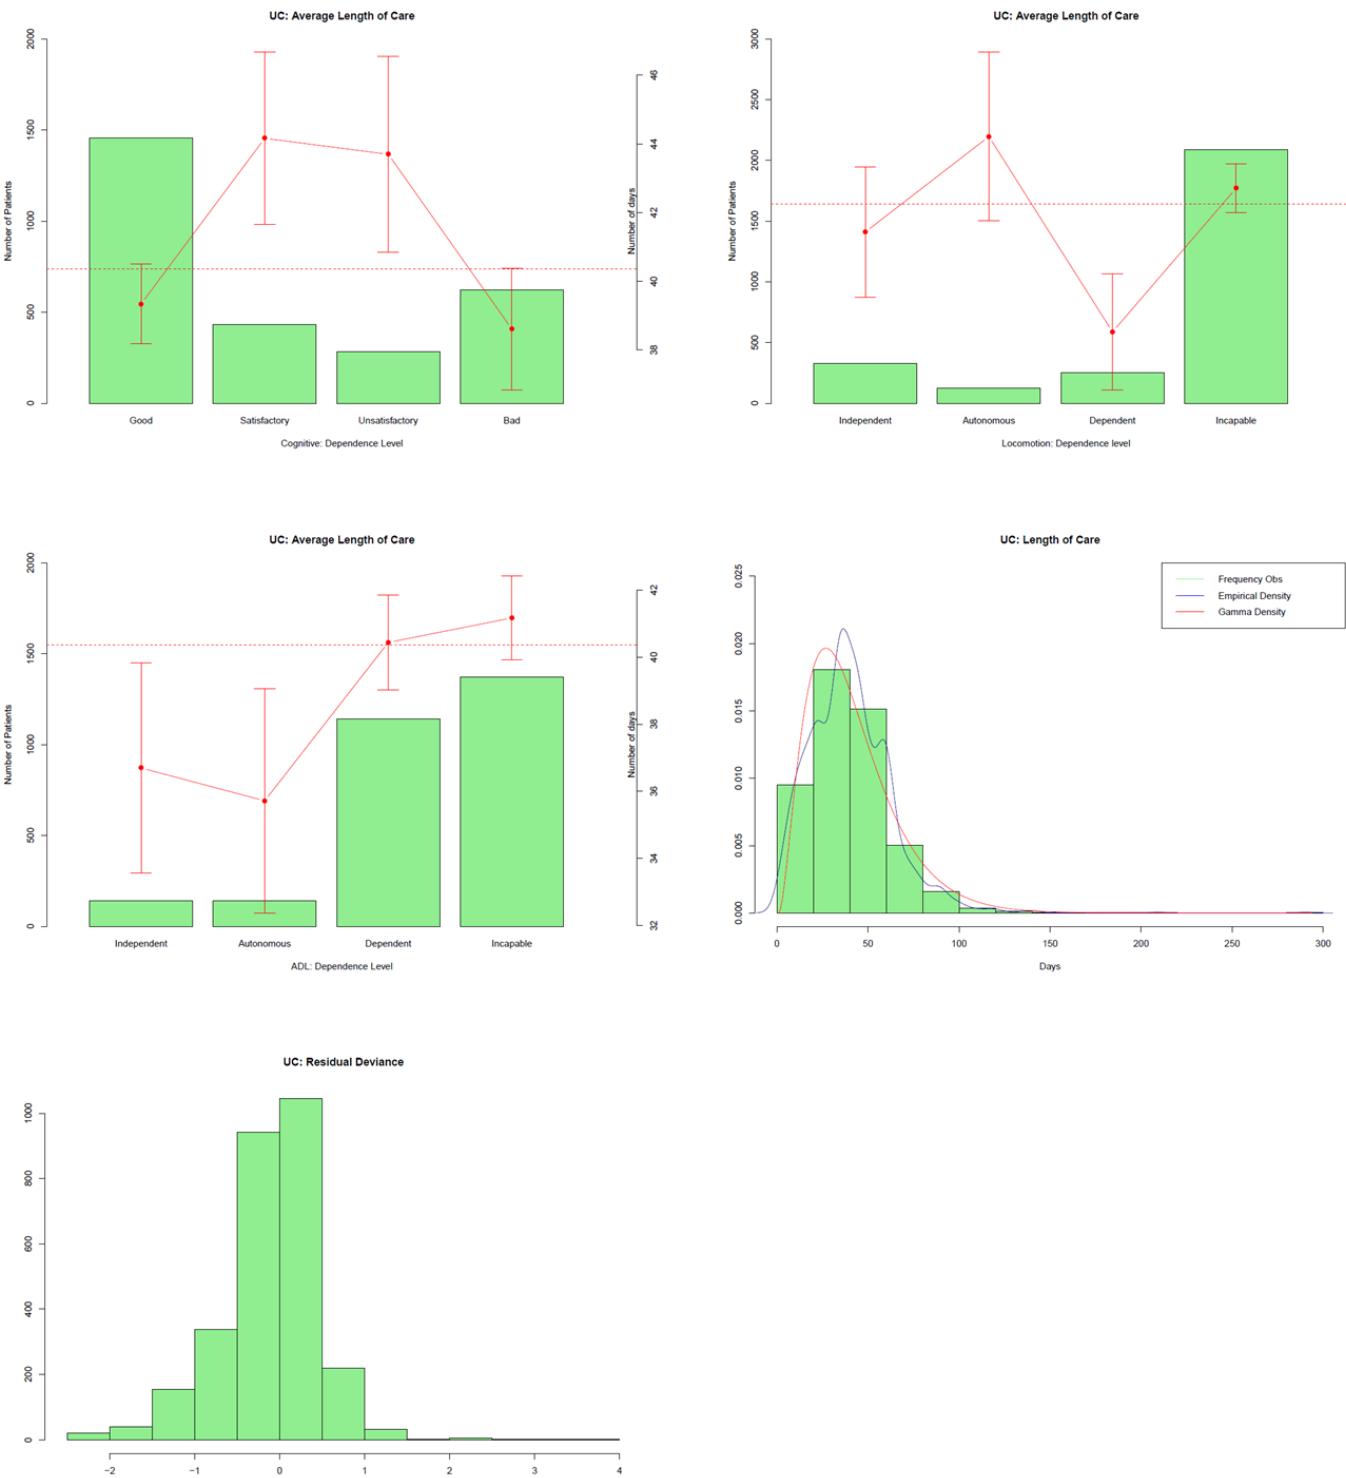 UC: Average Length of Care
2000
1500
1000
500
0
Number of Patients
46
44
42
40
38
Number of days
Good Satisfactory Unsatisfactory Bad
Cognitive: Dependence Level
UC: Average Length of Care
3000
2500
2000
1500
1000
500
0
Number of Patients
Independent Autonomous Dependent Incapable
Locomotion: Dependence level
UC: Average Length of Care
2000
1500
1000
500
0
Number of Patients
42
40
38
36
34
32
Number of days
Independent Autonomous Dependent Incapable
ADL: Dependence Level
UC: Length of Care
Frequency Obs
Empirical Density
Gamma Density
0.025
0.020
0.015
0.010
0.005
0.000
0 50 100 150 200 250 300
Days
UC: Residual Deviance
1000
800
600
400
200
0
−2 −1 0 1 2 3 4